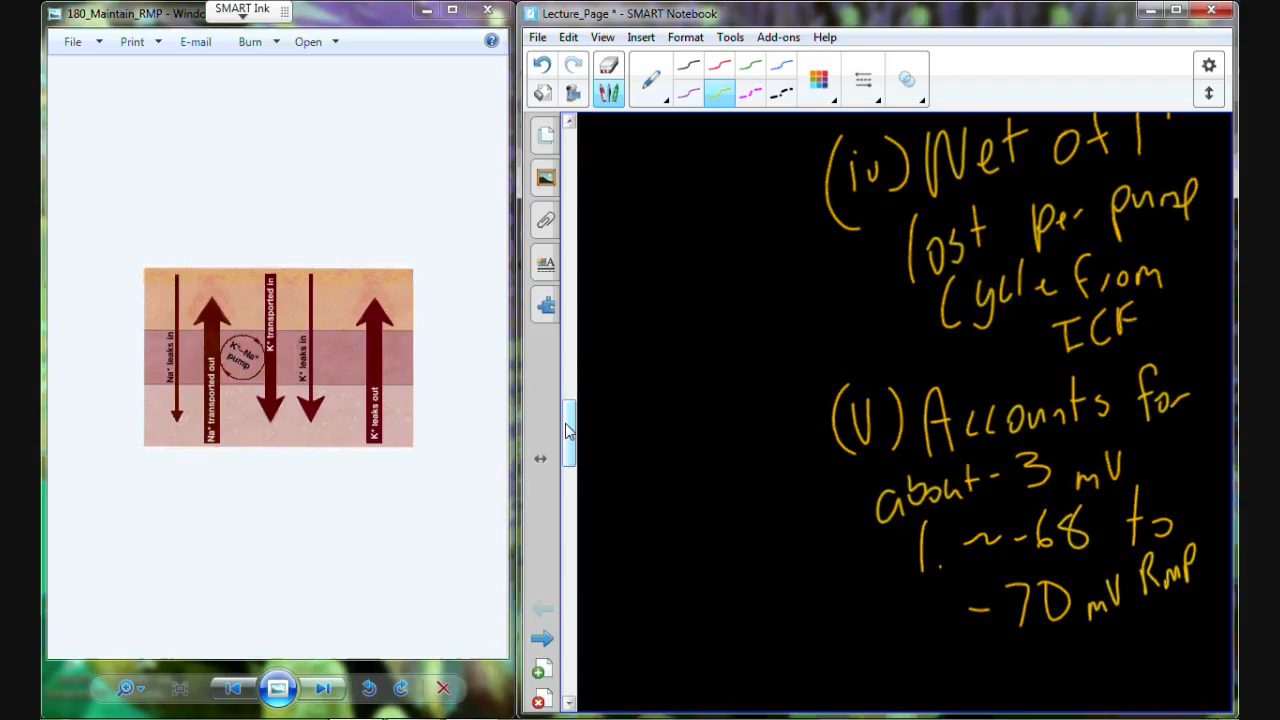 180_Maintain_RMP - Windo
SMART Ink
File Print E-mail Burn Open
Na⁺ leaks in
Na⁺ transported out
K⁺-Na⁺
pump
K⁺ transported in
K⁺ leaks in
K⁺ leaks out
Lecture_Page * - SMART Notebook
File Edit View Insert Format Tools Add-ons Help
(iv) Net of
lost per pump
Cycle from
ICF
(V) Accounts for
about - 3 mV
1. ~ -68 to
-70 mV RMP